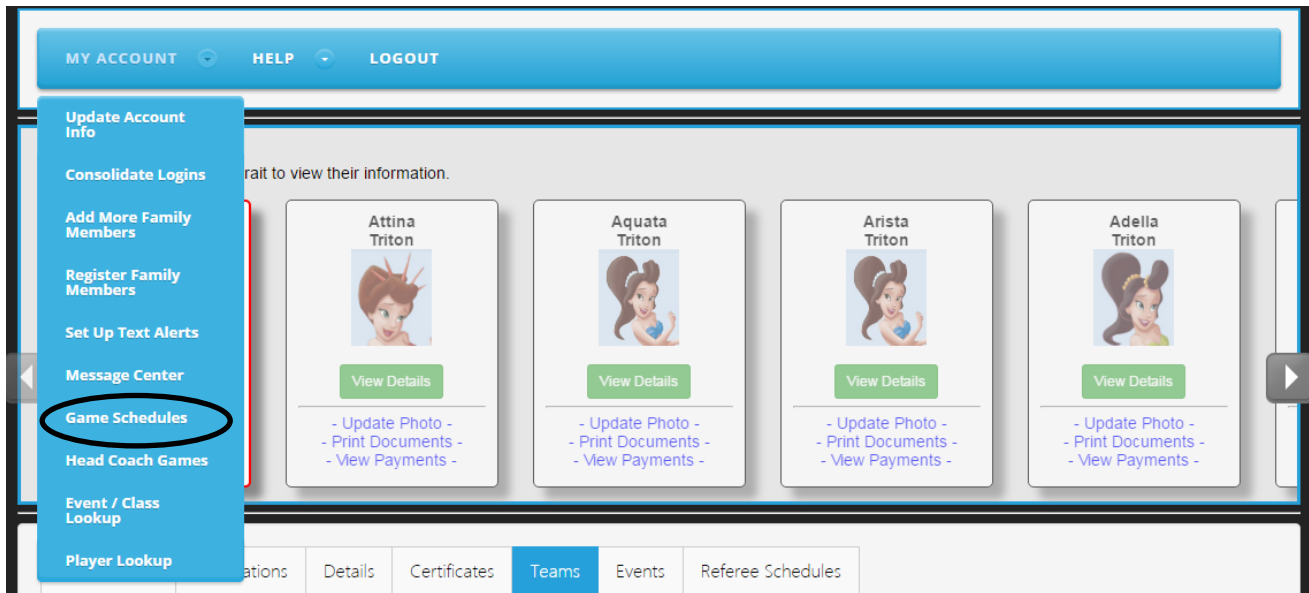 MY ACCOUNT HELP LOGOUT
Update Account
Info
Consolidate Logins
Add More Family
Members
Register Family
Members
Set Up Text Alerts
Message Center
Game Schedules
Head Coach Games
Event / Class
Lookup
Player Lookup
to view their information.
Attina
Triton
View Details
- Update Photo -
- Print Documents -
- View Payments -
Aquata
Triton
View Details
- Update Photo -
- Print Documents -
- View Payments -
Arista
Triton
View Details
- Update Photo -
- Print Documents -
- View Payments -
Adella
Triton
View Details
- Update Photo -
- Print Documents -
- View Payments -
Details Certificates Teams Events Referee Schedules